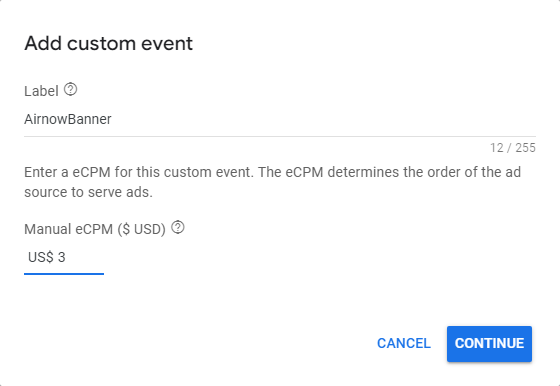 Add custom event
Label
AirnowBanner
12 / 255
Enter a eCPM for this custom event. The eCPM determines the order of the ad
source to serve ads.
Manual eCPM ($ USD)
US$ 3
CANCEL CONTINUE